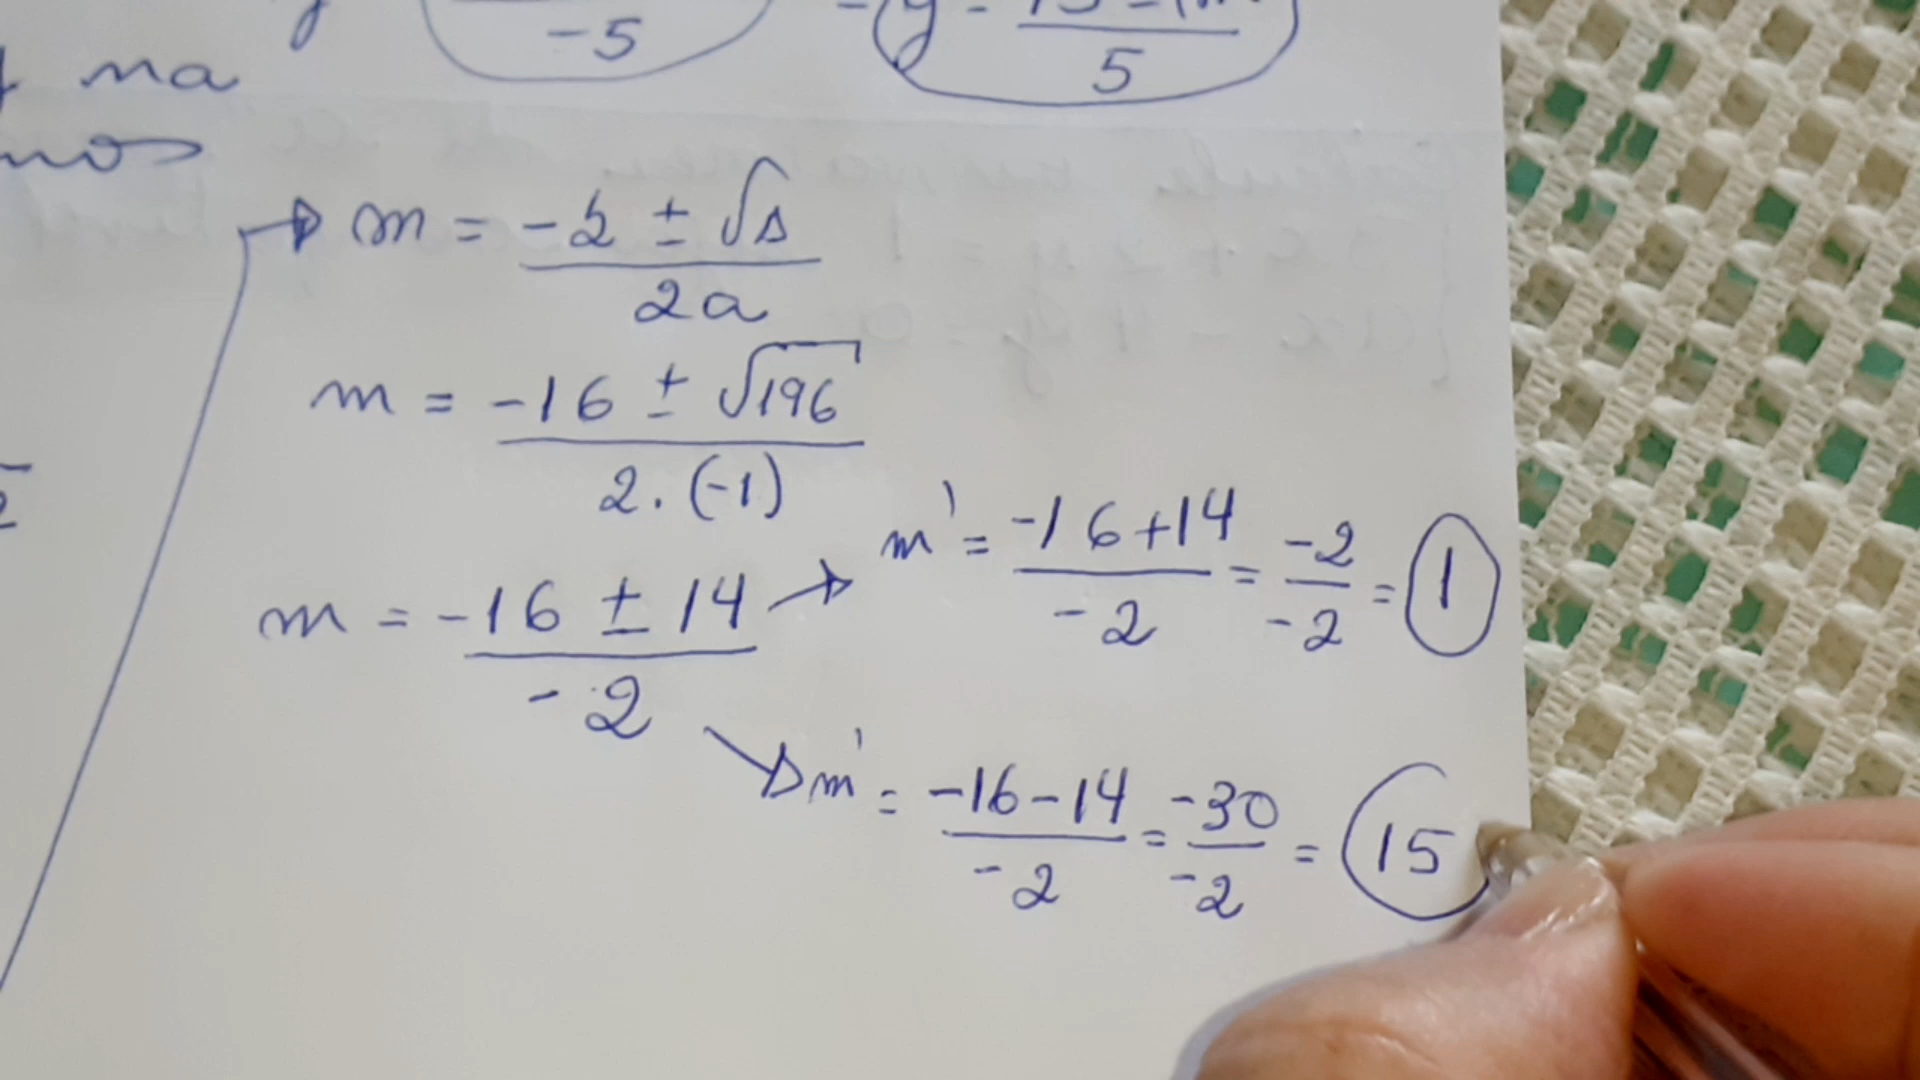 -5
5
na
m = -b ± √Δ / 2a
m = -16 ± √196 / 2.(-1)
m = -16 ± 14 / -2
m' = -16+14 / -2 = -2 / -2 = 1
m' = -16-14 / -2 = -30 / -2 = 15